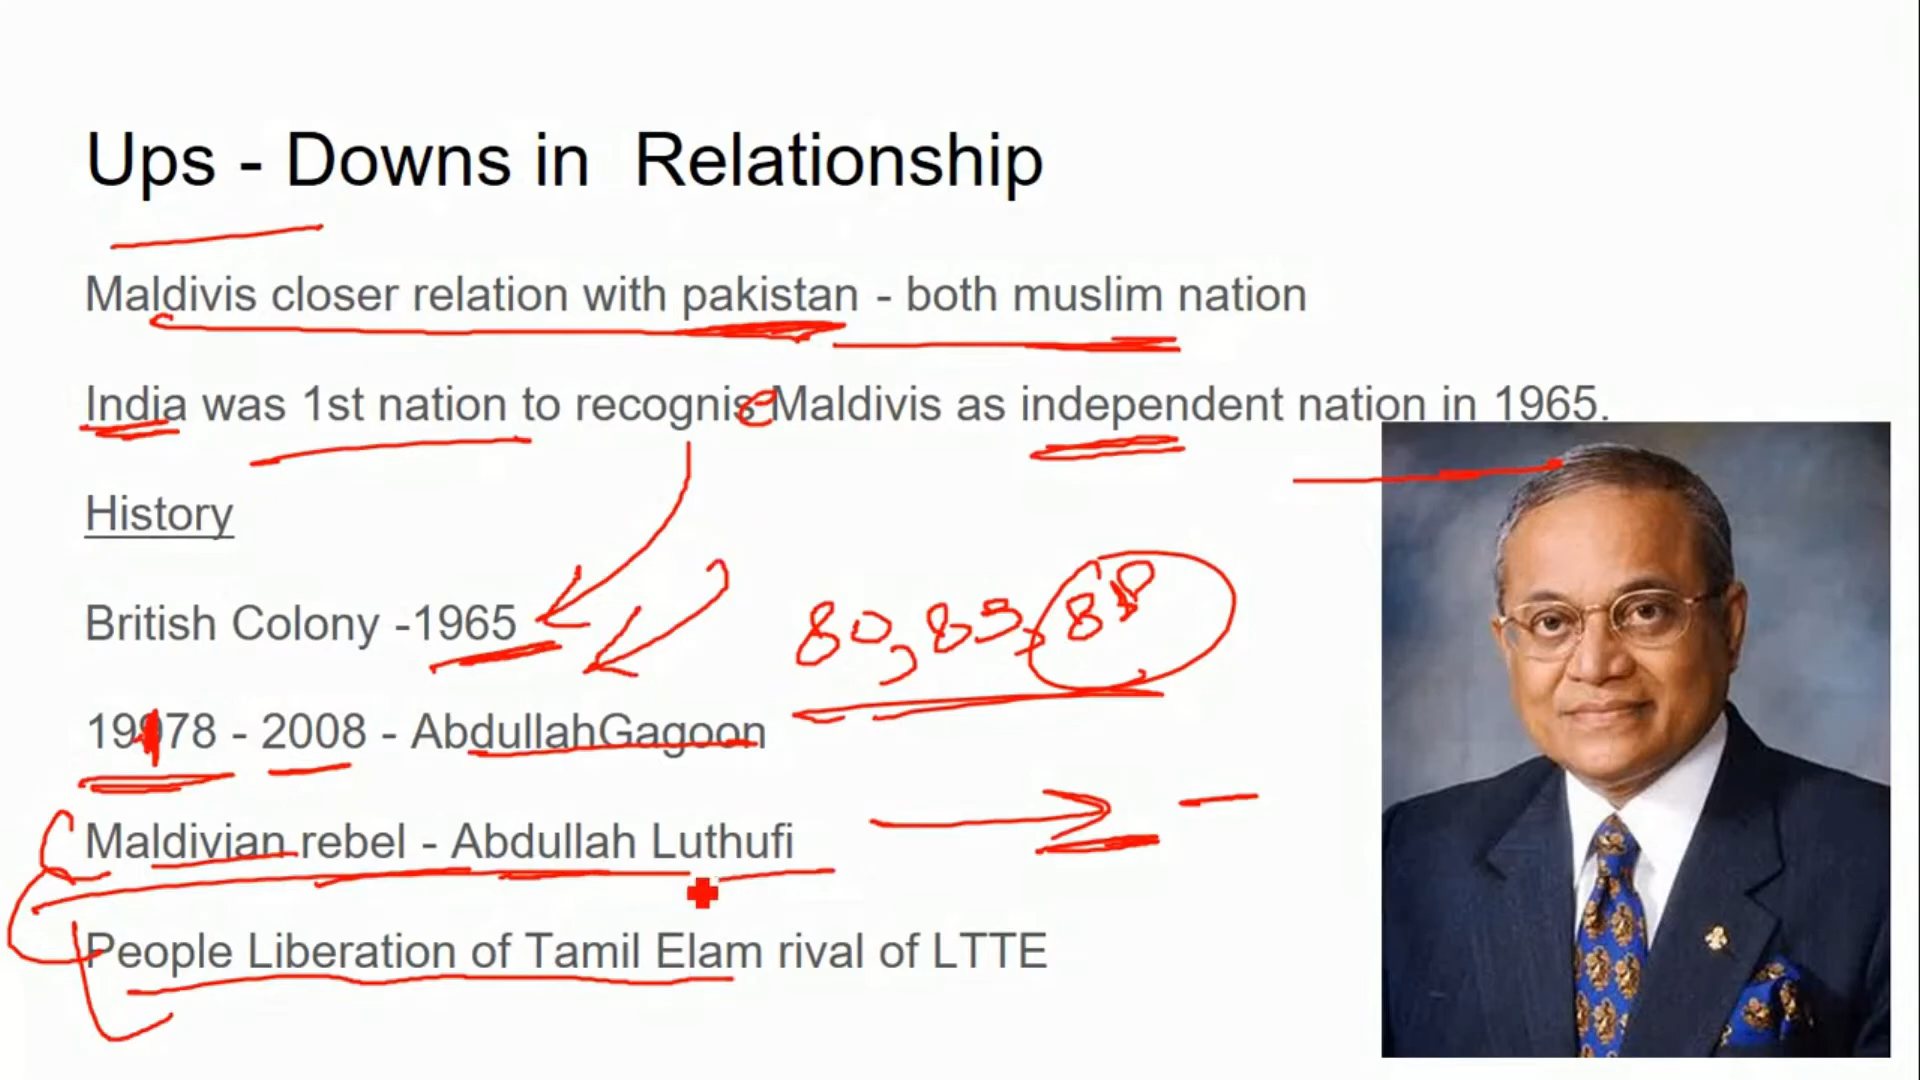 Ups - Downs in Relationship
Maldivis closer relation with pakistan - both muslim nation
India was 1st nation to recognise Maldivis as independent nation in 1965.
History
British Colony -1965
80, 85, 88
1978 - 2008 - AbdullahGagoon
Maldivian rebel - Abdullah Luthufi
People Liberation of Tamil Elam rival of LTTE